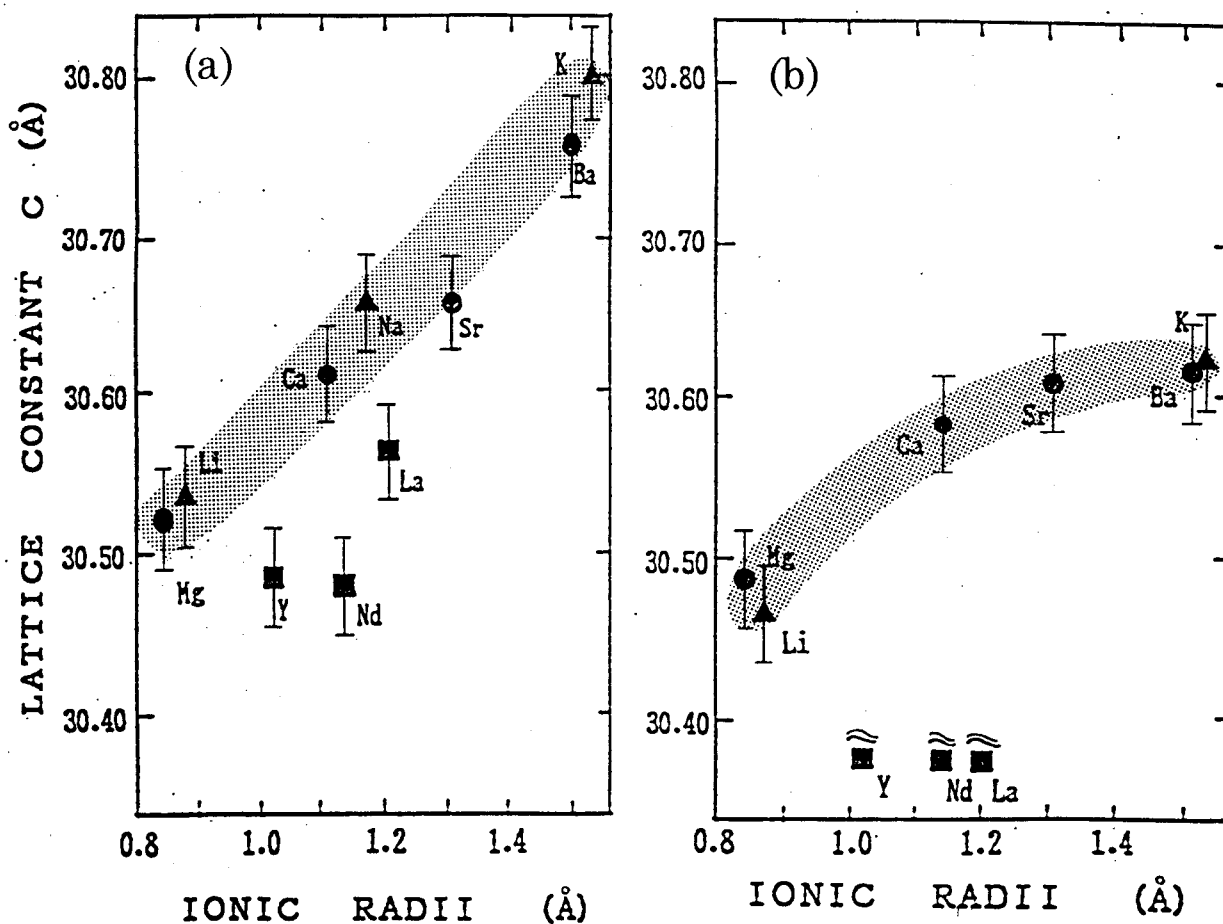 LATTICE CONSTANT C (Å)
(a)
30.80
30.70
30.60
30.50
30.40
K
Ba
Na
Sr
Ca
Li
La
Mg
Y
Nd
0.8
1.0
1.2
1.4
IONIC RADII (Å)
(b)
30.80
30.70
30.60
30.50
30.40
K
Ba
Sr
Ca
Mg
Li
Y
Nd
La
0.8
1.0
1.2
1.4
IONIC RADII (Å)